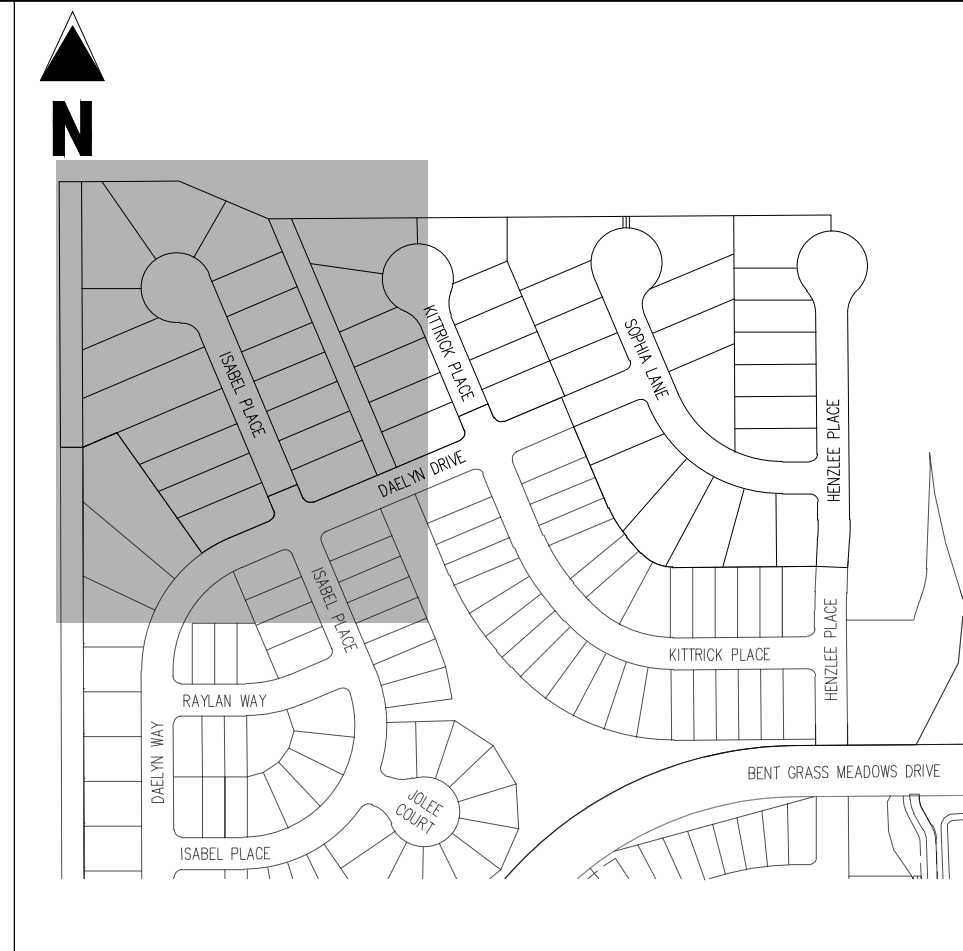 N
KITTRICK PLACE
SOPHIA LANE
ISABEL PLACE
HENZLEE PLACE
DAELYN DRIVE
ISABEL PLACE
HENZLEE PLACE
KITTRICK PLACE
RAYLAN WAY
DAELYN WAY
BENT GRASS MEADOWS DRIVE
JOLEE
COURT
ISABEL PLACE